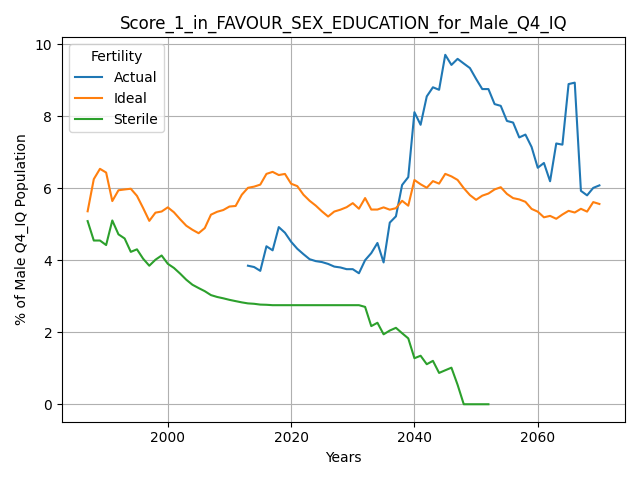 Score_1_in_FAVOUR_SEX_EDUCATION_for_Male_Q4_IQ
Fertility
Actual
Ideal
Sterile
% of Male Q4_IQ Population
10
8
6
4
2
0
2000
2020
2040
2060
Years